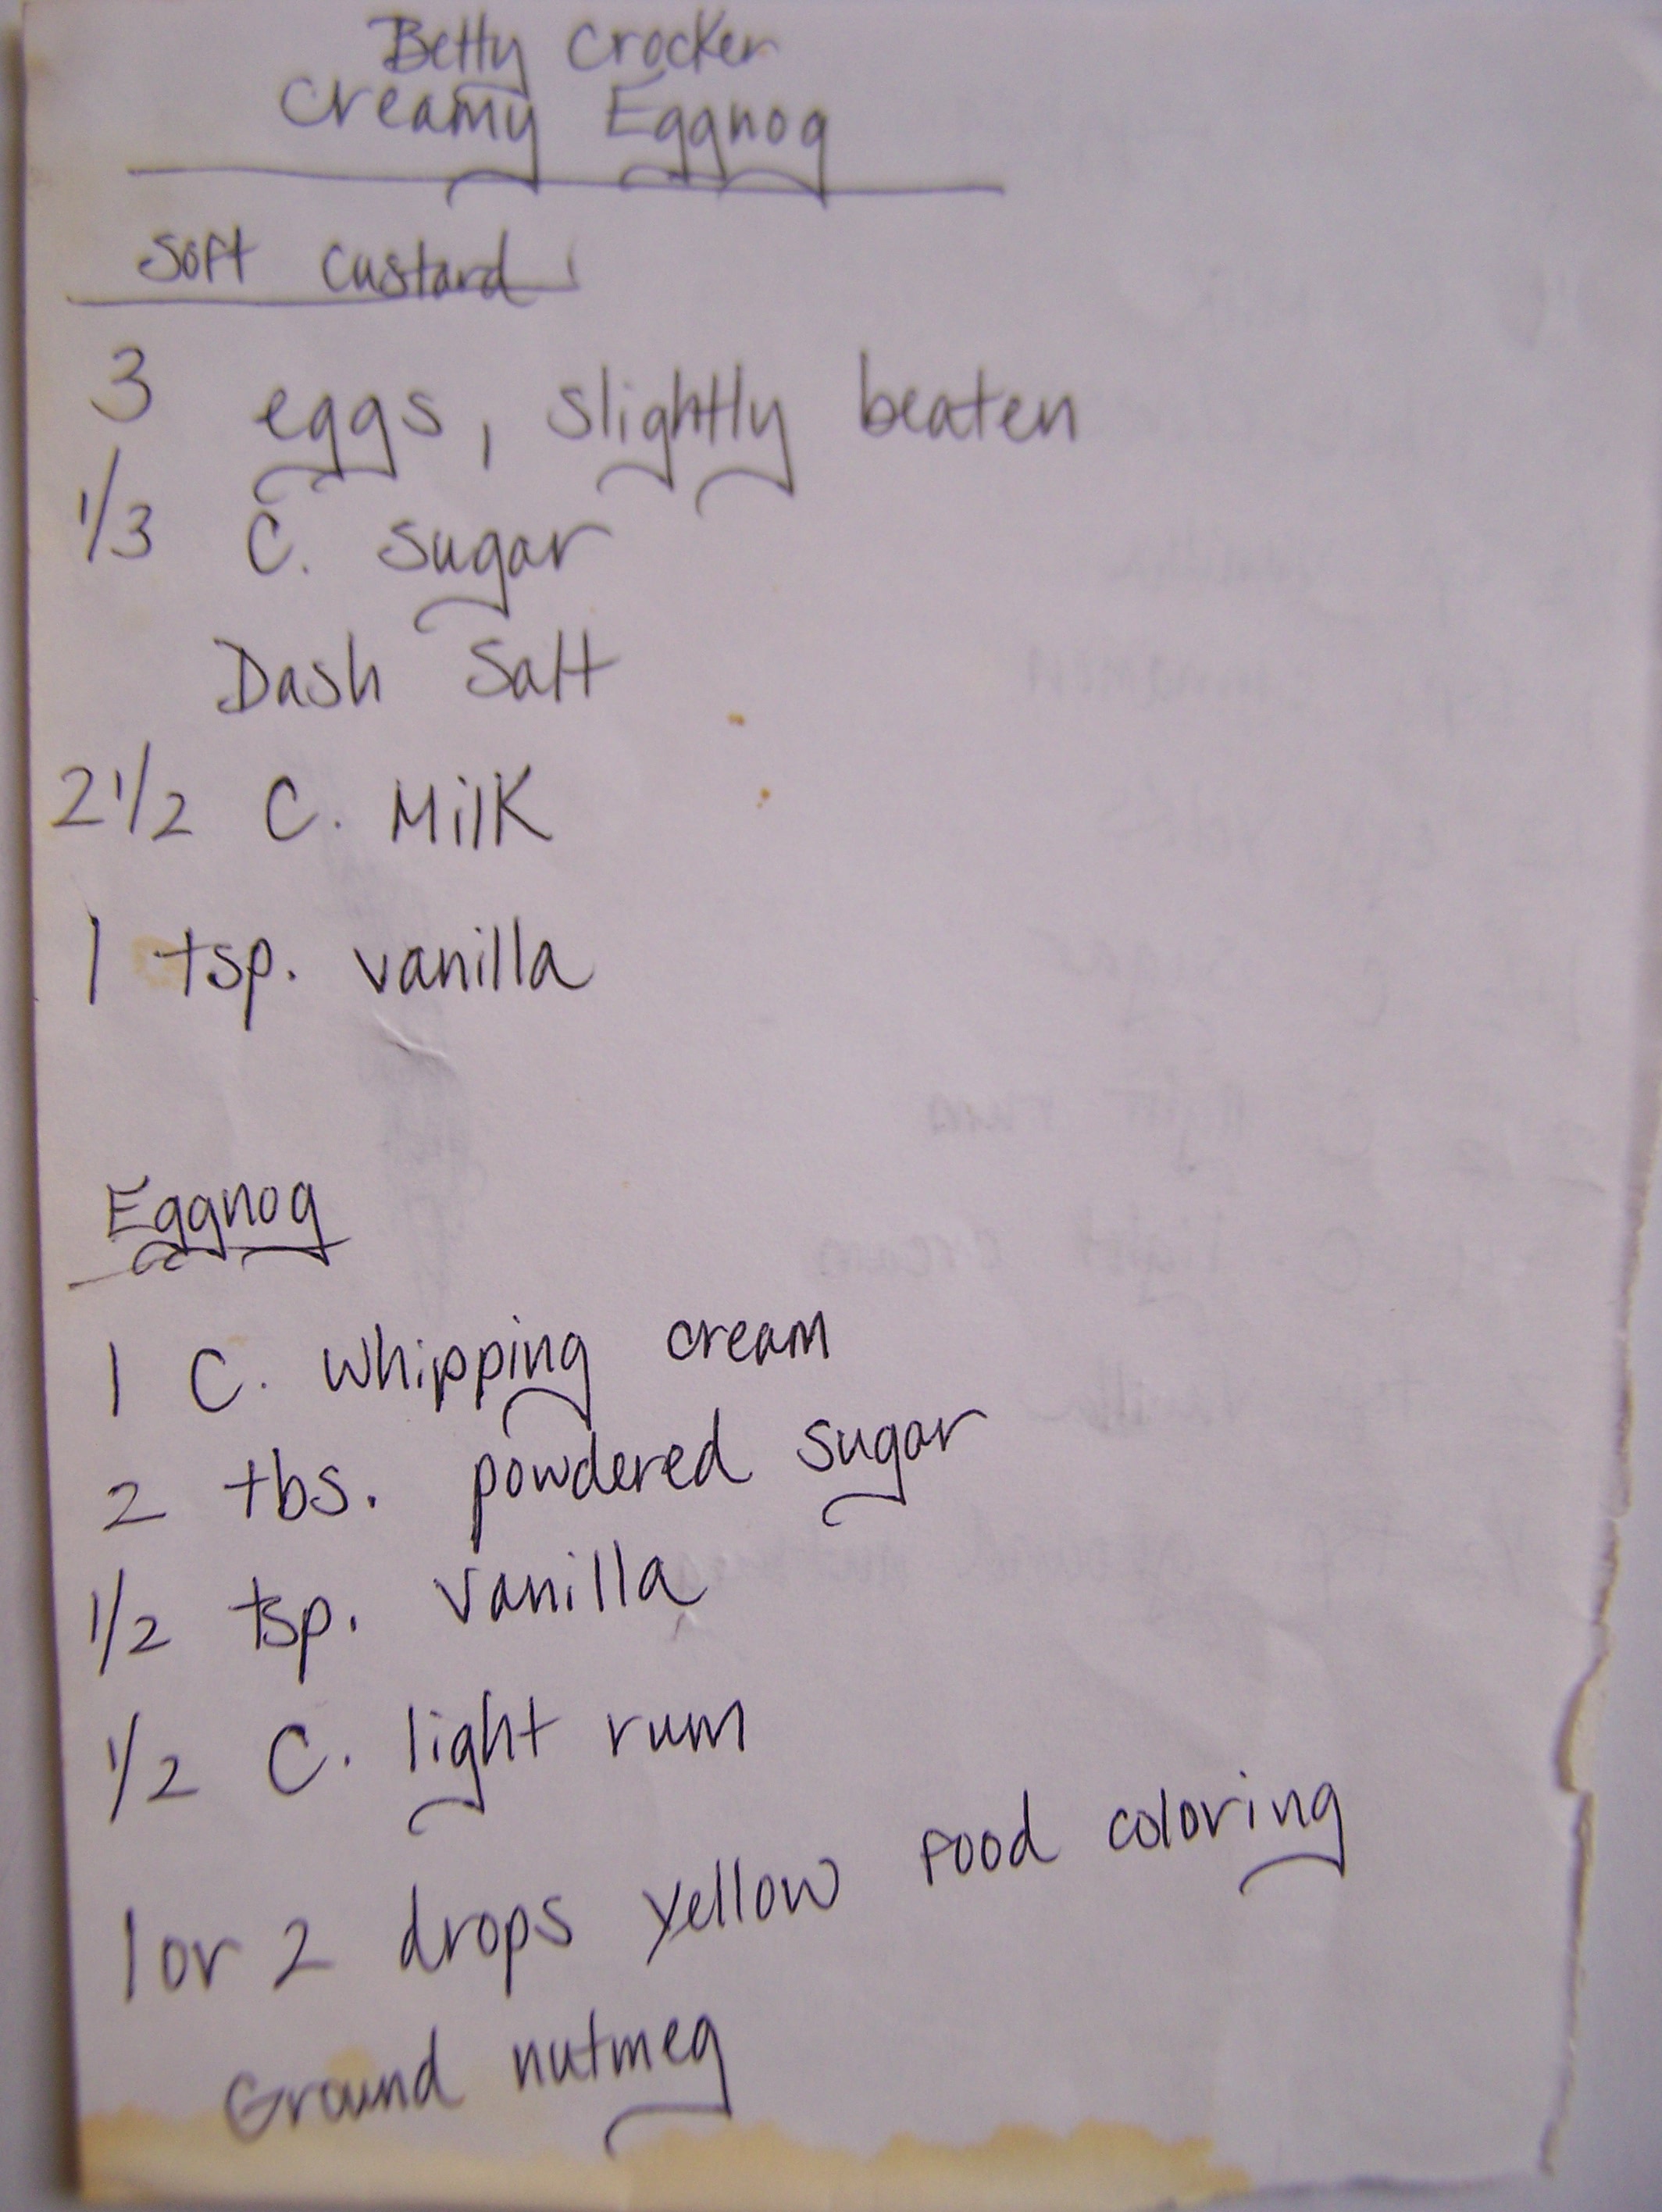 Betty Crocker
Creamy Eggnog
Soft Custard
3 eggs, slightly beaten
1/3 C. sugar
Dash Salt
2 1/2 C. Milk
1 tsp. vanilla
Eggnog
1 C. whipping cream
2 tbs. powdered sugar
1/2 tsp. vanilla
1/2 C. light rum
1 or 2 drops yellow food coloring
Ground nutmeg